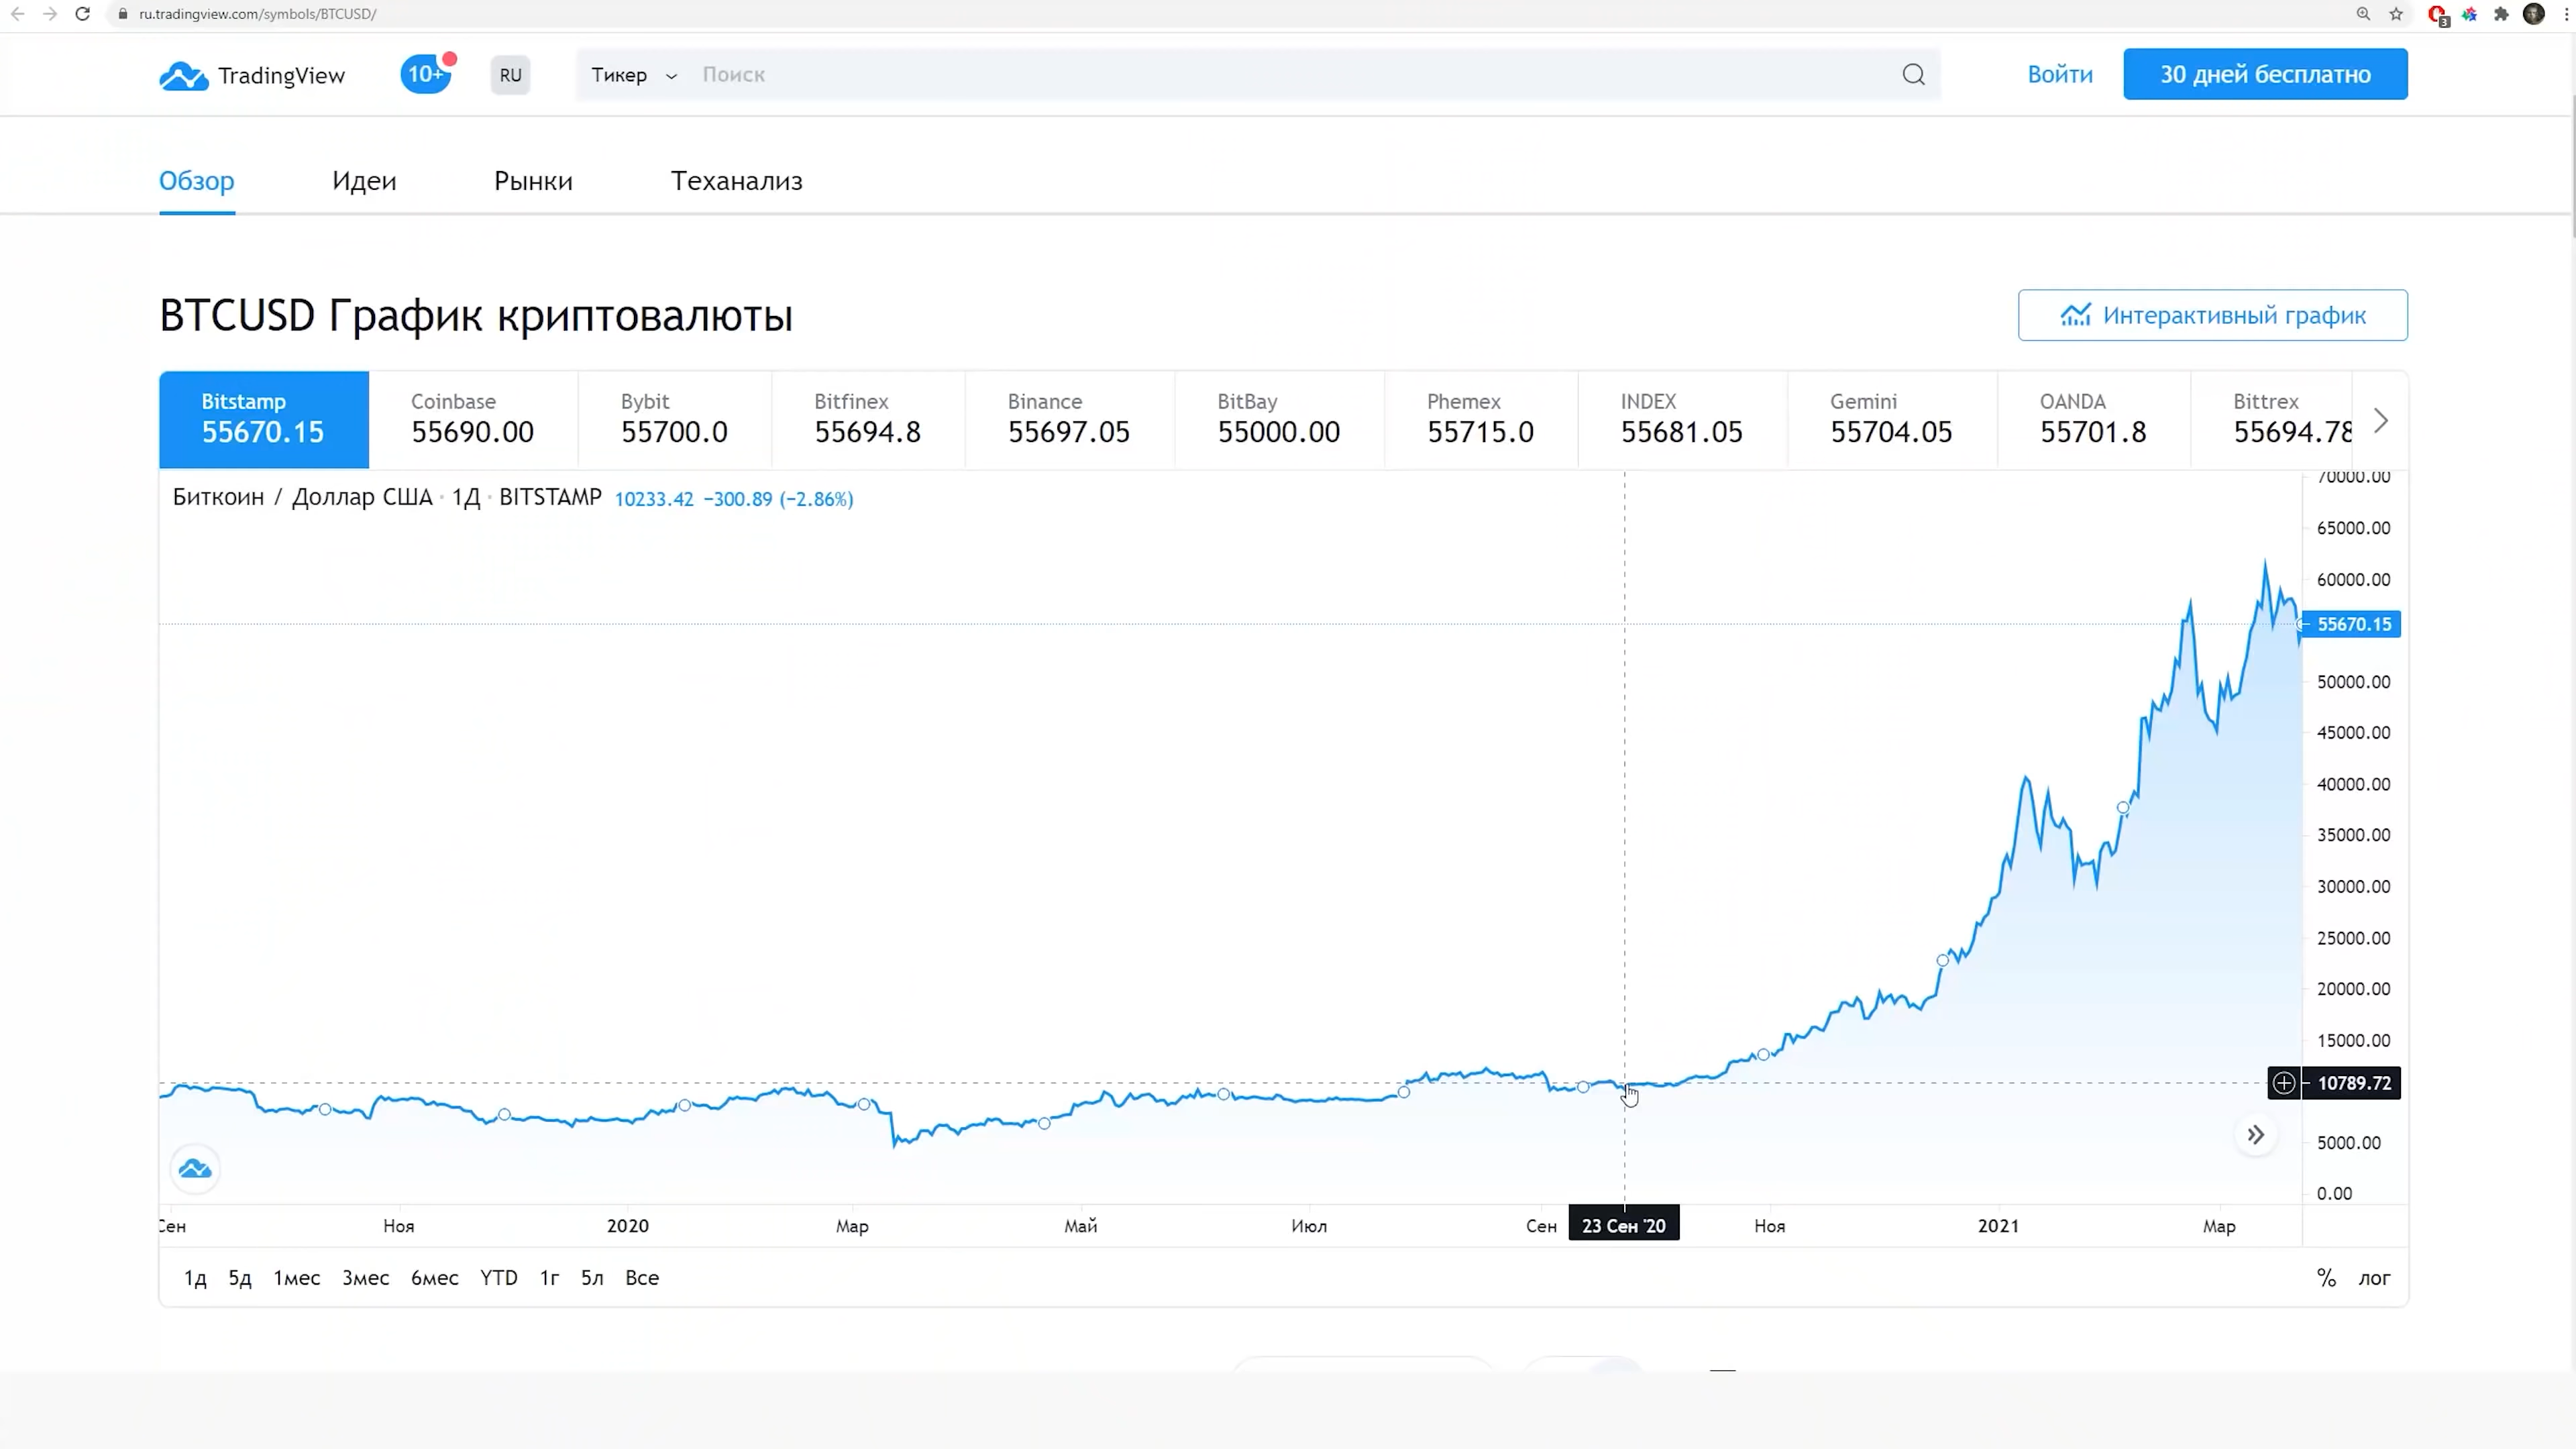 ru.tradingview.com/symbols/BTCUSD/
3
TradingView
10+
RU
Тикер
Поиск
Войти
30 дней бесплатно
Обзор
Идеи
Рынки
Теханализ
BTCUSD График криптовалюты
Интерактивный график
Bitstamp
55670.15
Coinbase
55690.00
Bybit
55700.0
Bitfinex
55694.8
Binance
55697.05
BitBay
55000.00
Phemex
55715.0
INDEX
55681.05
Gemini
55704.05
OANDA
55701.8
Bittrex
55694.78
Биткоин / Доллар США · 1Д · BITSTAMP 10233.42 −300.89 (−2.86%)
70000.00
65000.00
60000.00
55670.15
50000.00
45000.00
40000.00
35000.00
30000.00
25000.00
20000.00
15000.00
10789.72
5000.00
0.00
Сен
Ноя
2020
Мар
Май
Июл
Сен
23 Сен '20
Ноя
2021
Мар
1д 5д 1мес 3мес 6мес YTD 1г 5л Все
% лог